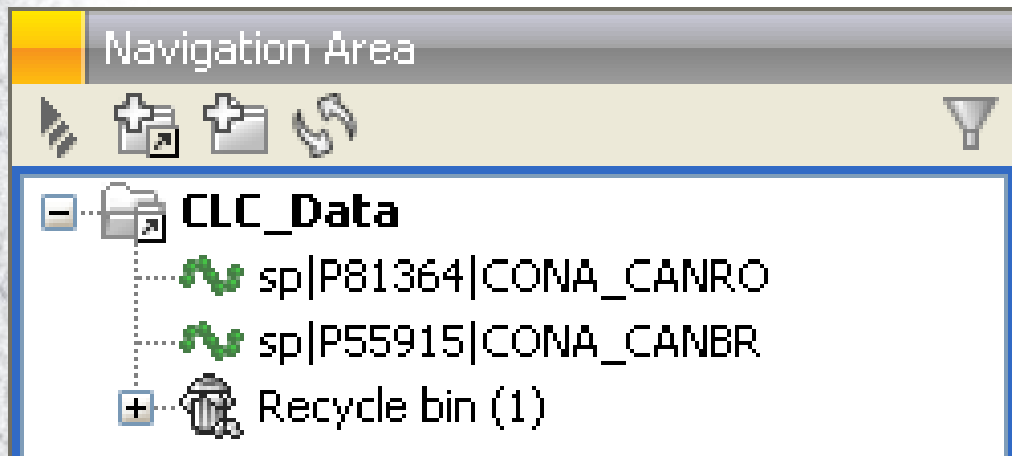 Navigation Area
CLC_Data
sp|P81364|CONA_CANRO
sp|P55915|CONA_CANBR
Recycle bin (1)